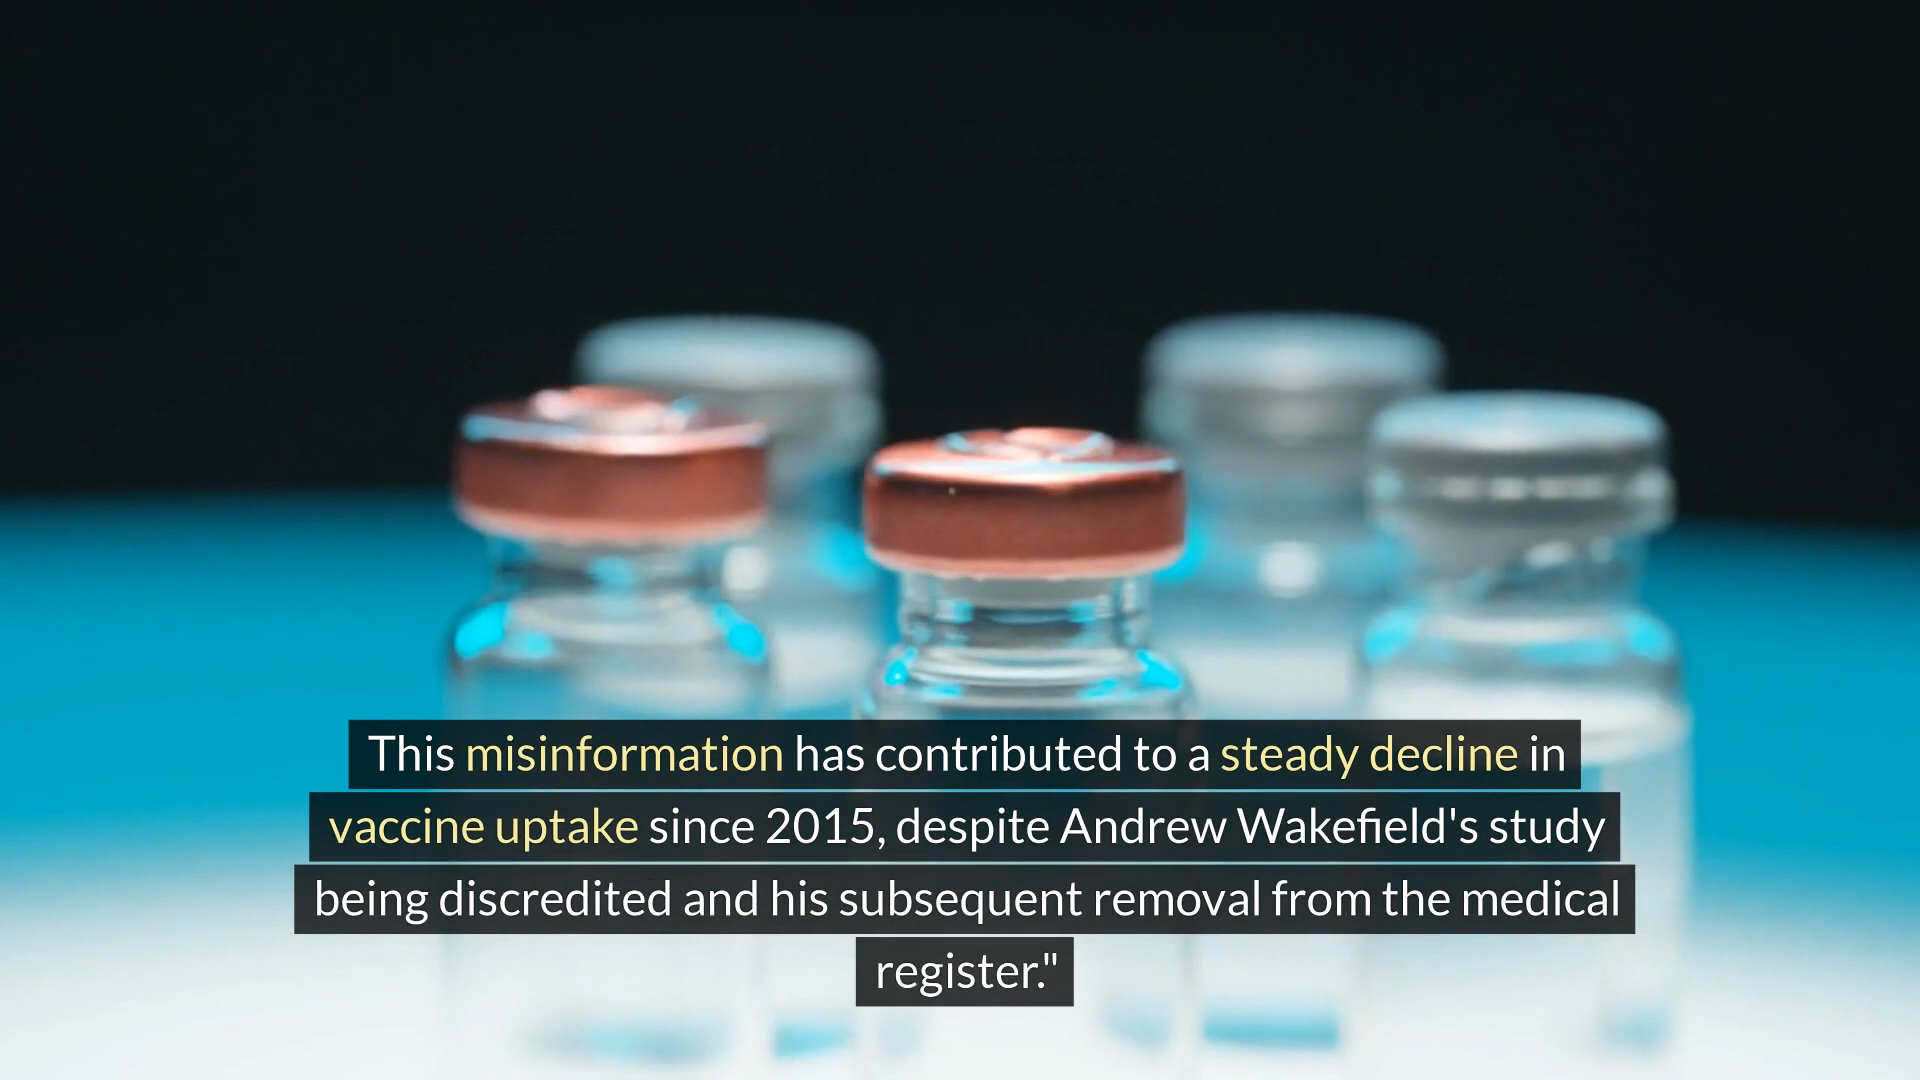 This misinformation has contributed to a steady decline in
vaccine uptake since 2015, despite Andrew Wakefield's study
being discredited and his subsequent removal from the medical
register."